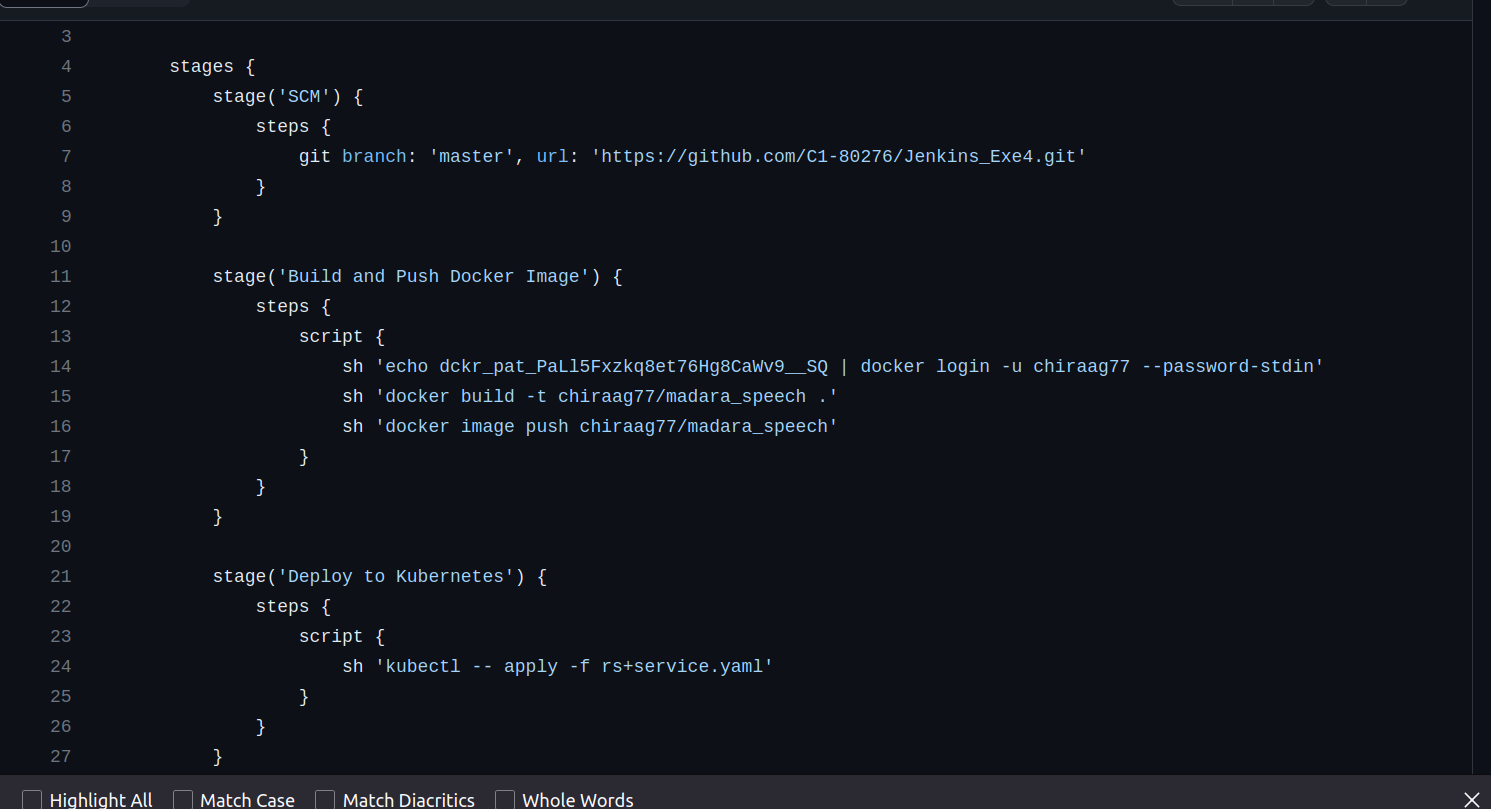 3
4 stages {
5 stage('SCM') {
6 steps {
7 git branch: 'master', url: 'https://github.com/C1-80276/Jenkins_Exe4.git'
8 }
9 }
10
11 stage('Build and Push Docker Image') {
12 steps {
13 script {
14 sh 'echo dckr_pat_PaLl5Fxzkq8et76Hg8CaWv9__SQ | docker login -u chiraag77 --password-stdin'
15 sh 'docker build -t chiraag77/madara_speech .'
16 sh 'docker image push chiraag77/madara_speech'
17 }
18 }
19 }
20
21 stage('Deploy to Kubernetes') {
22 steps {
23 script {
24 sh 'kubectl -- apply -f rs+service.yaml'
25 }
26 }
27 }
Highlight All Match Case Match Diacritics Whole Words